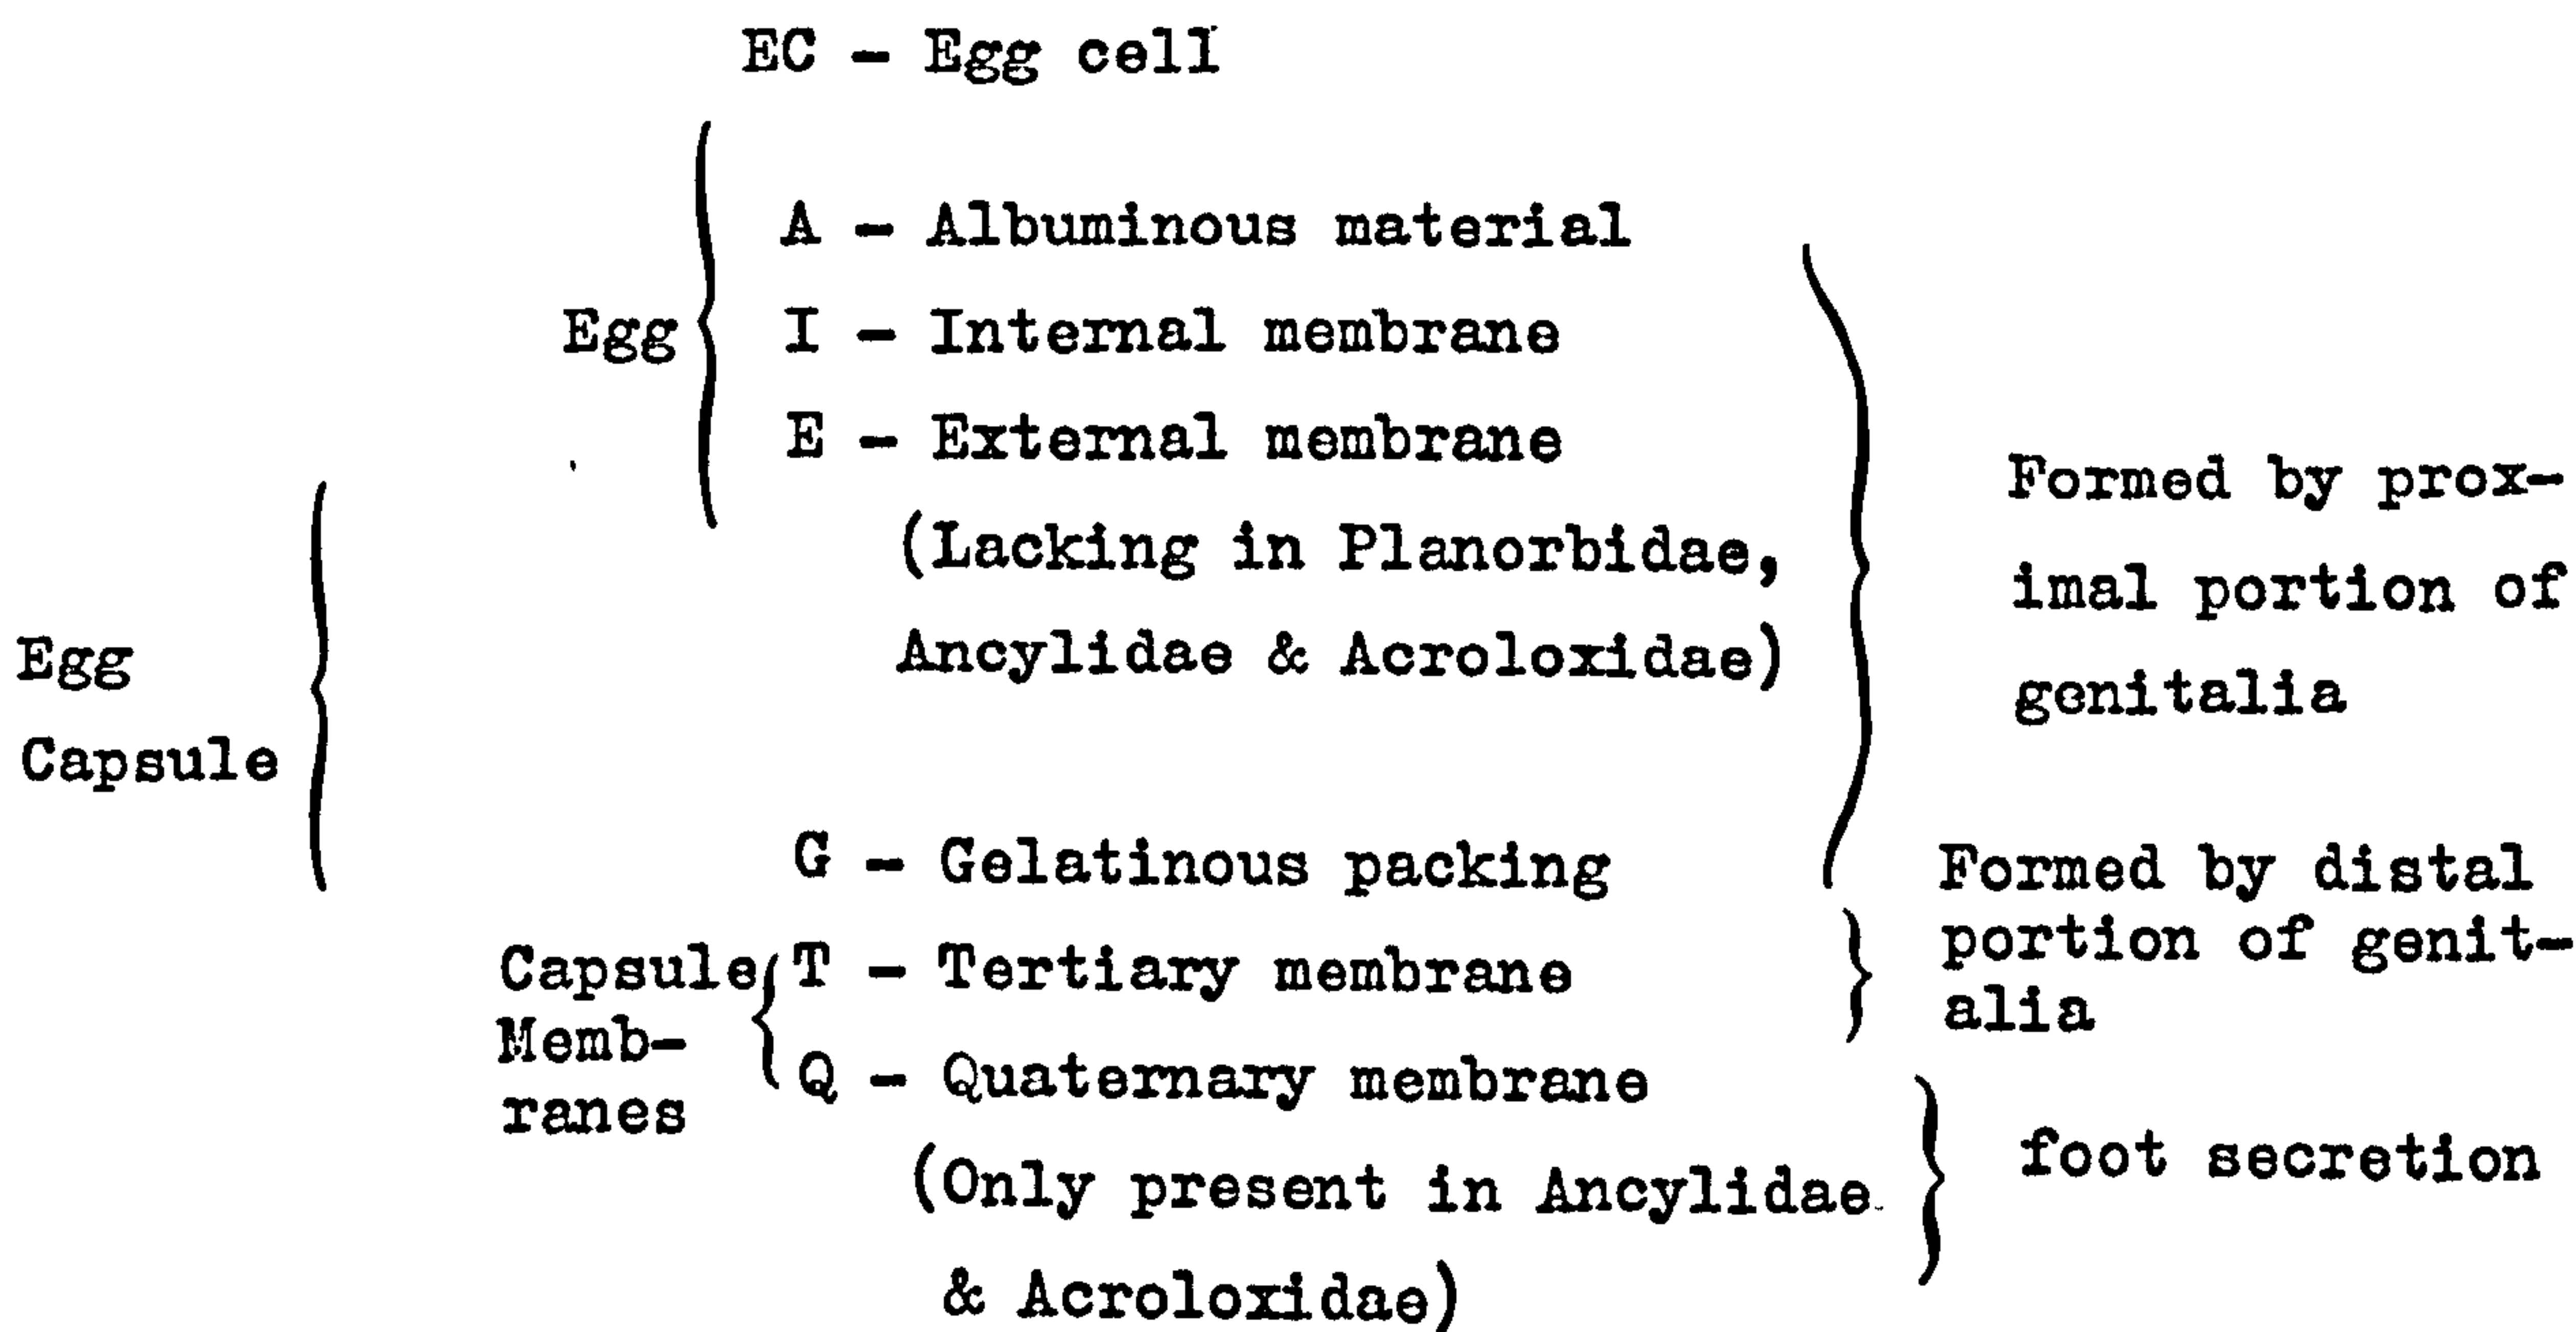 EC - Egg cell
A - Albuminous material
Egg I - Internal membrane
E - External membrane
(Lacking in Planorbidae,
Ancylidae & Acroloxidae)
Formed by prox-
imal portion of
genitalia
Egg
Capsule
G - Gelatinous packing
Formed by distal
portion of genit-
alia
Capsule
Memb-
ranes
T - Tertiary membrane
Q - Quaternary membrane
(Only present in Ancylidae
& Acroloxidae)
foot secretion